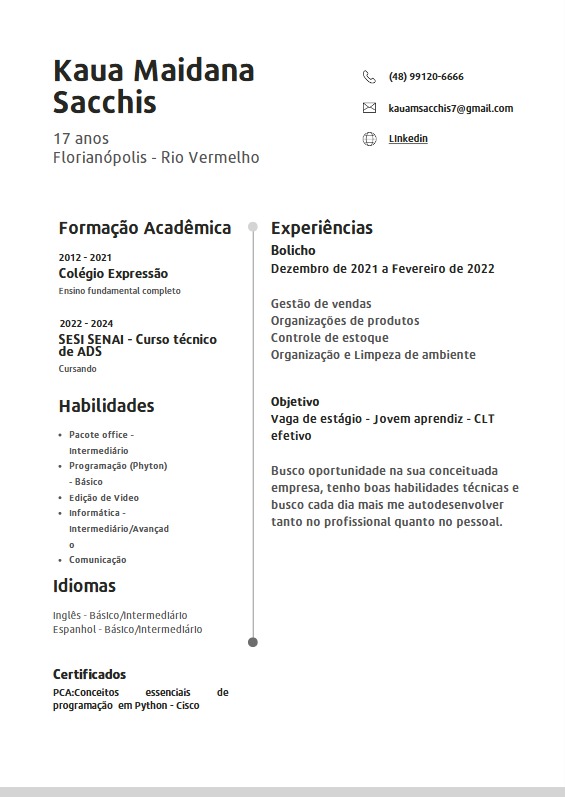 Kaua Maidana
Sacchis
17 anos
Florianópolis - Rio Vermelho
(48) 99120-6666
kauamsacchis7@gmail.com
LInkedin
Formação Acadêmica
2012 - 2021
Colégio Expressão
Ensino fundamental completo
2022 - 2024
SESI SENAI - Curso técnico
de ADS
Cursando
Habilidades
• Pacote office -
Intermediário
• Programação (Phyton)
- Básico
• Edição de Video
• Informática -
Intermediário/Avançad
o
• Comunicação
Idiomas
Inglês - Básico/Intermediário
Espanhol - Básico/Intermediário
Certificados
PCA:Conceitos essenciais de
programação em Python - Cisco
Experiências
Bolicho
Dezembro de 2021 a Fevereiro de 2022
Gestão de vendas
Organizações de produtos
Controle de estoque
Organização e Limpeza de ambiente
Objetivo
Vaga de estágio - Jovem aprendiz - CLT
efetivo
Busco oportunidade na sua conceituada
empresa, tenho boas habilidades técnicas e
busco cada dia mais me autodesenvolver
tanto no profissional quanto no pessoal.